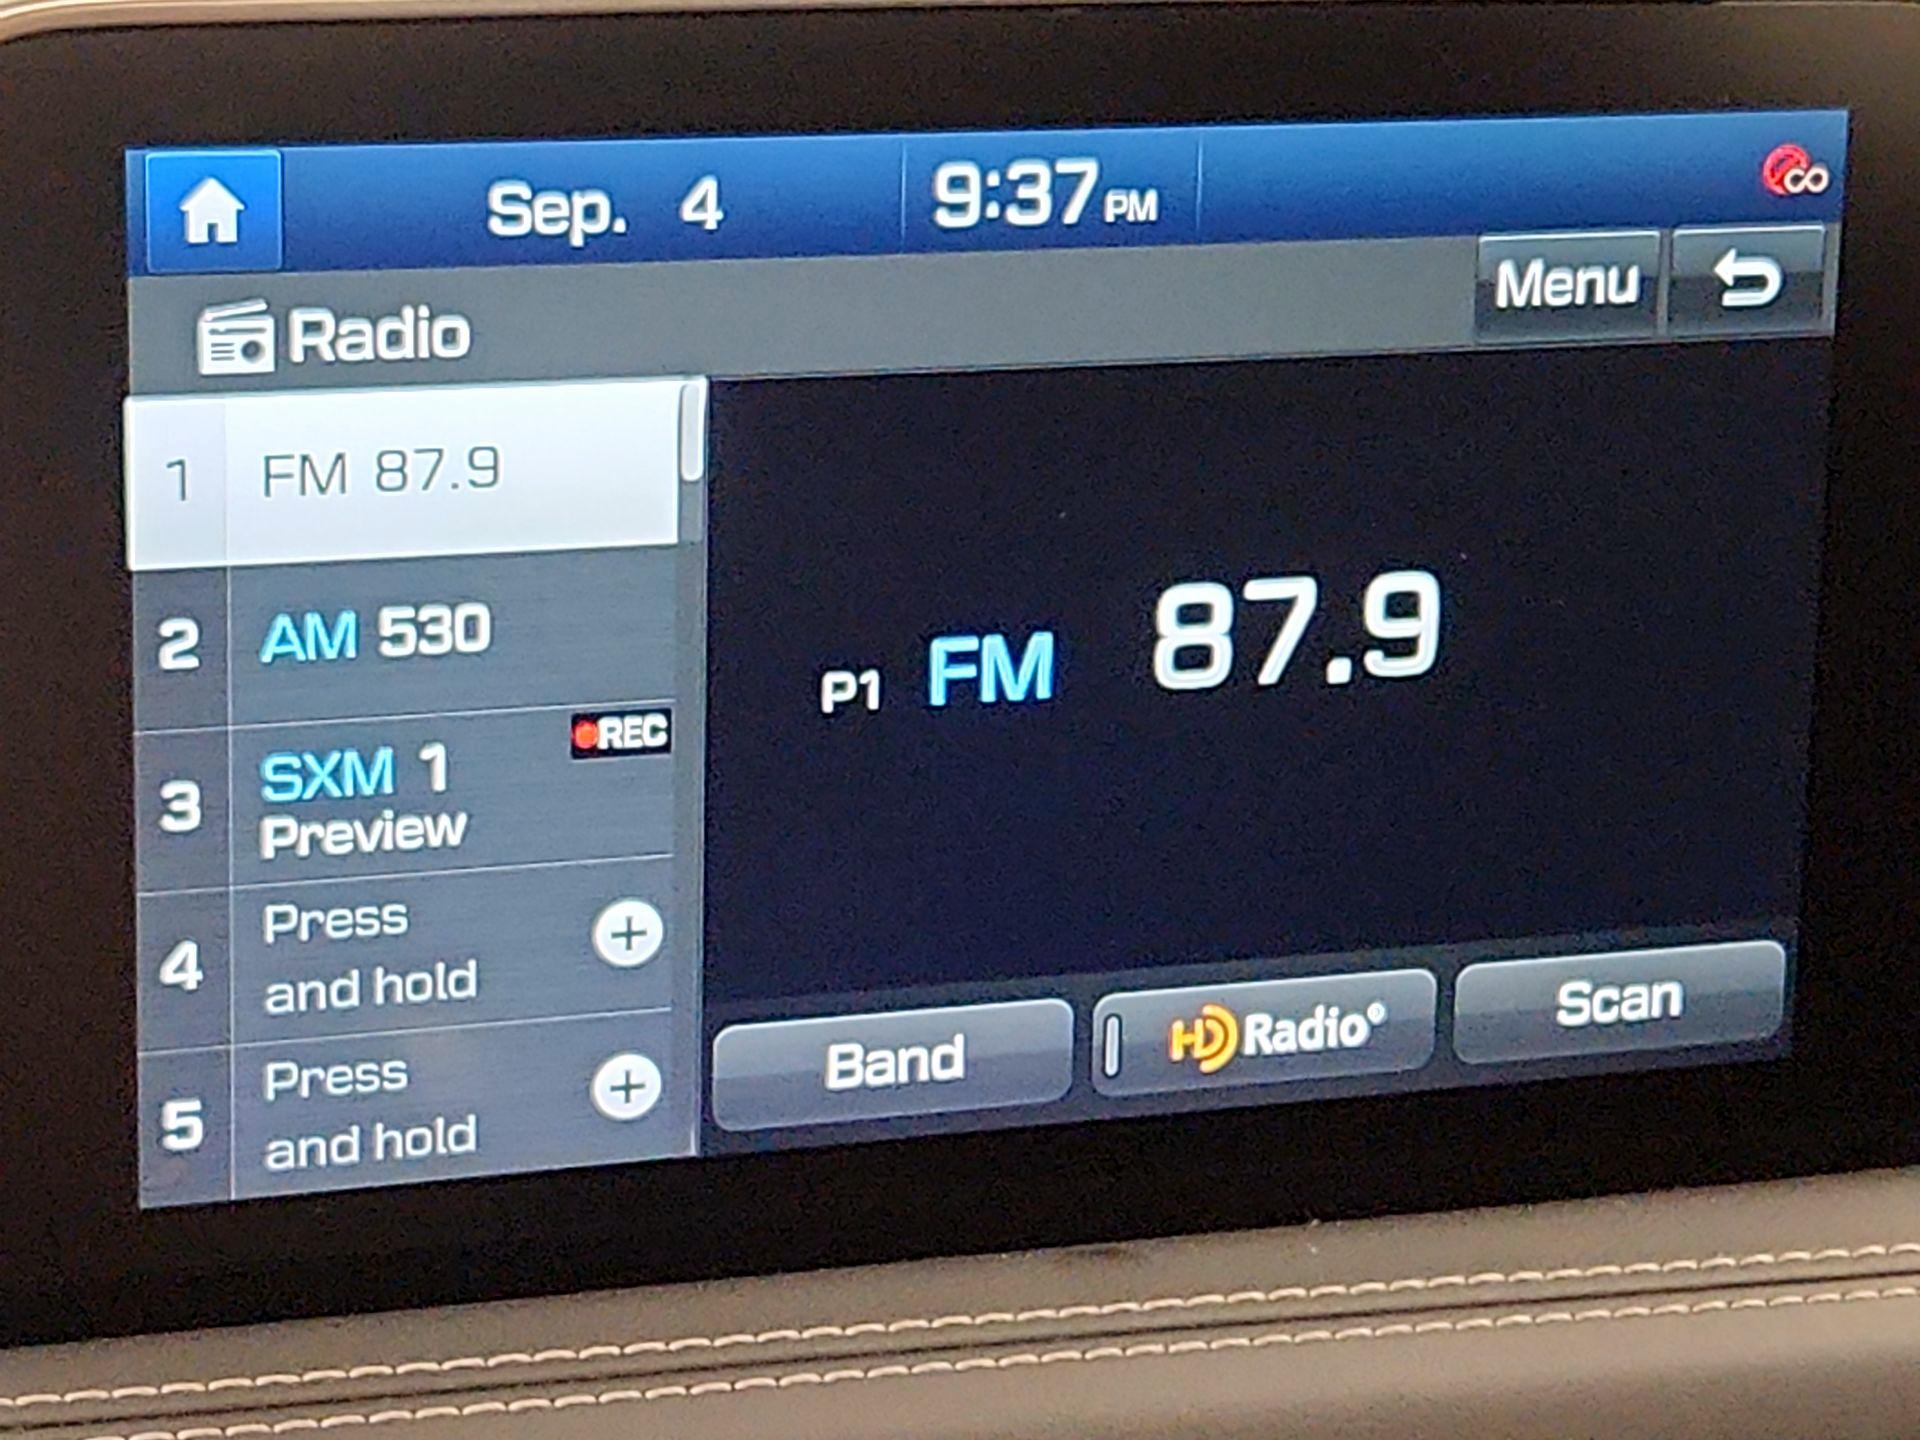 Sep. 4 9:37 PM
Menu
Radio
1 FM 87.9
2 AM 530
3 SXM 1 REC
Preview
4 Press
and hold
5 Press
and hold
P1 FM 87.9
Band HD Radio® Scan